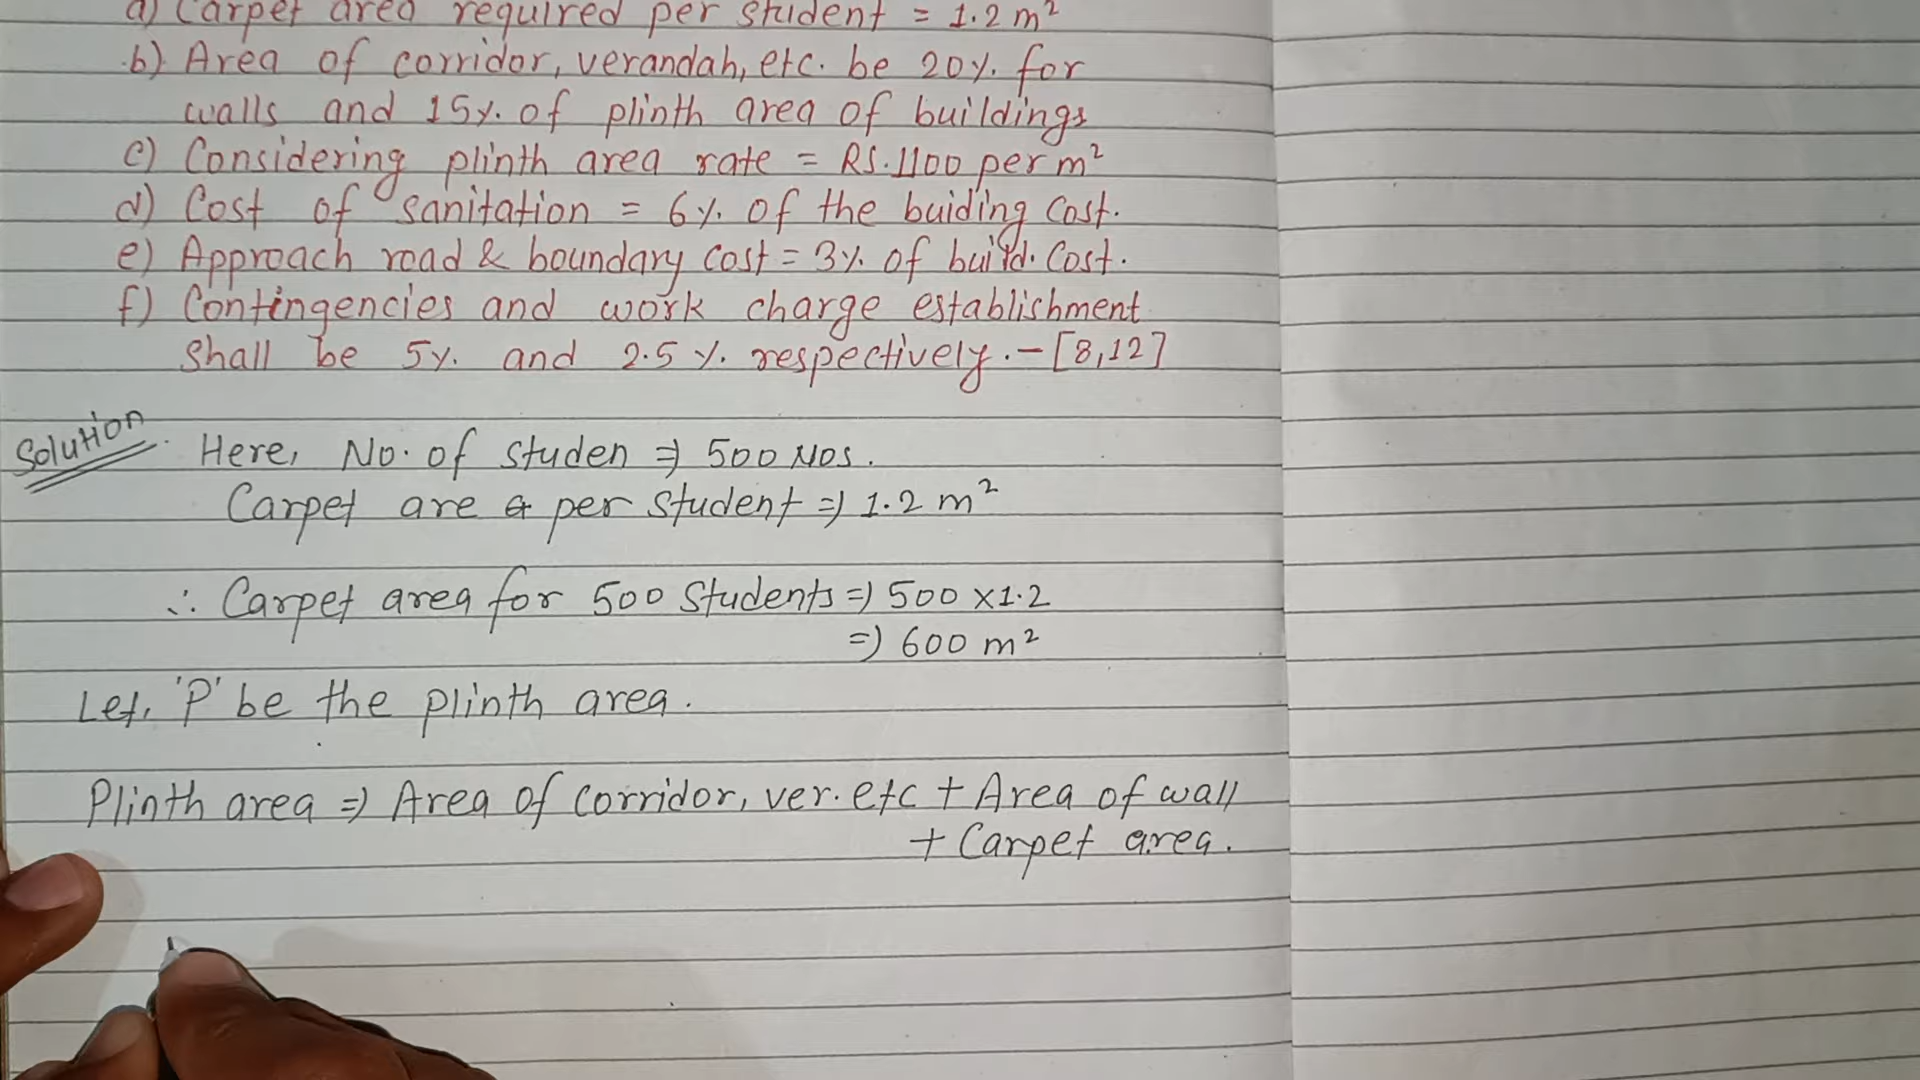 a) Carpet area required per student = 1.2 m²
b) Area of corridor, verandah, etc. be 20%. for
walls and 15%. of plinth area of buildings
c) Considering plinth area rate = RS.1100 per m²
d) Cost of sanitation = 6%. of the buiding Cost.
e) Approach road & boundary cost = 3%. of build. Cost.
f) Contingencies and work charge establishment
Shall be 5%. and 2.5%. respectively. - [8,12]
Solution. Here, No. of studen ⇒ 500 NOS.
Carpet are a per student ⇒ 1.2 m²
∴ Carpet area for 500 Students ⇒ 500 x1.2
⇒ 600 m²
Let, 'P' be the plinth area.
Plinth area ⇒ Area of corridor, ver. etc + Area of wall
+ Carpet area.